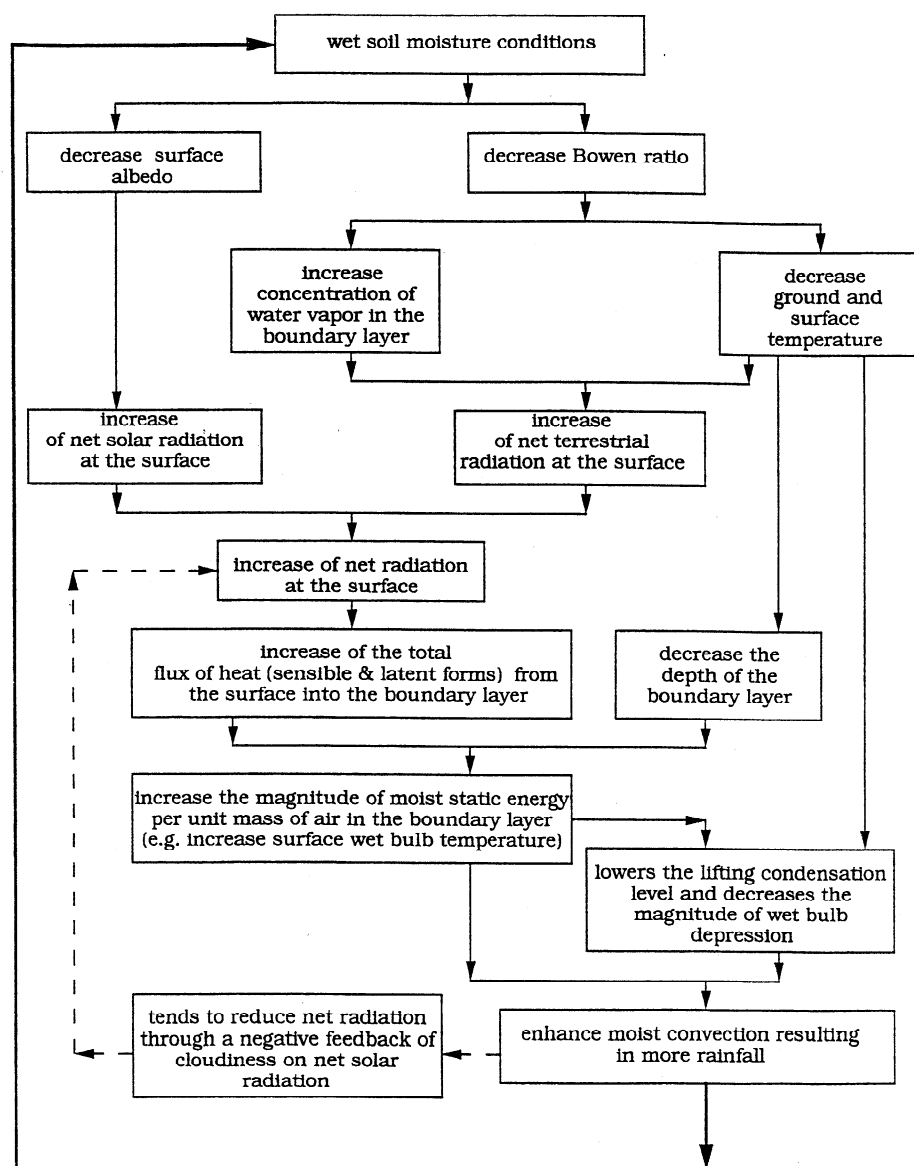 wet soil moisture conditions
decrease surface
albedo
decrease Bowen ratio
increase
concentration of
water vapor in the
boundary layer
decrease
ground and
surface
temperature
increase
of net solar radiation
at the surface
increase
of net terrestrial
radiation at the surface
increase of net radiation
at the surface
increase of the total
flux of heat (sensible & latent forms) from
the surface into the boundary layer
decrease the
depth of the
boundary layer
increase the magnitude of moist static energy
per unit mass of air in the boundary layer
(e.g. increase surface wet bulb temperature)
lowers the lifting condensation
level and decreases the
magnitude of wet bulb
depression
tends to reduce net radiation
through a negative feedback of
cloudiness on net solar
radiation
enhance moist convection resulting
in more rainfall